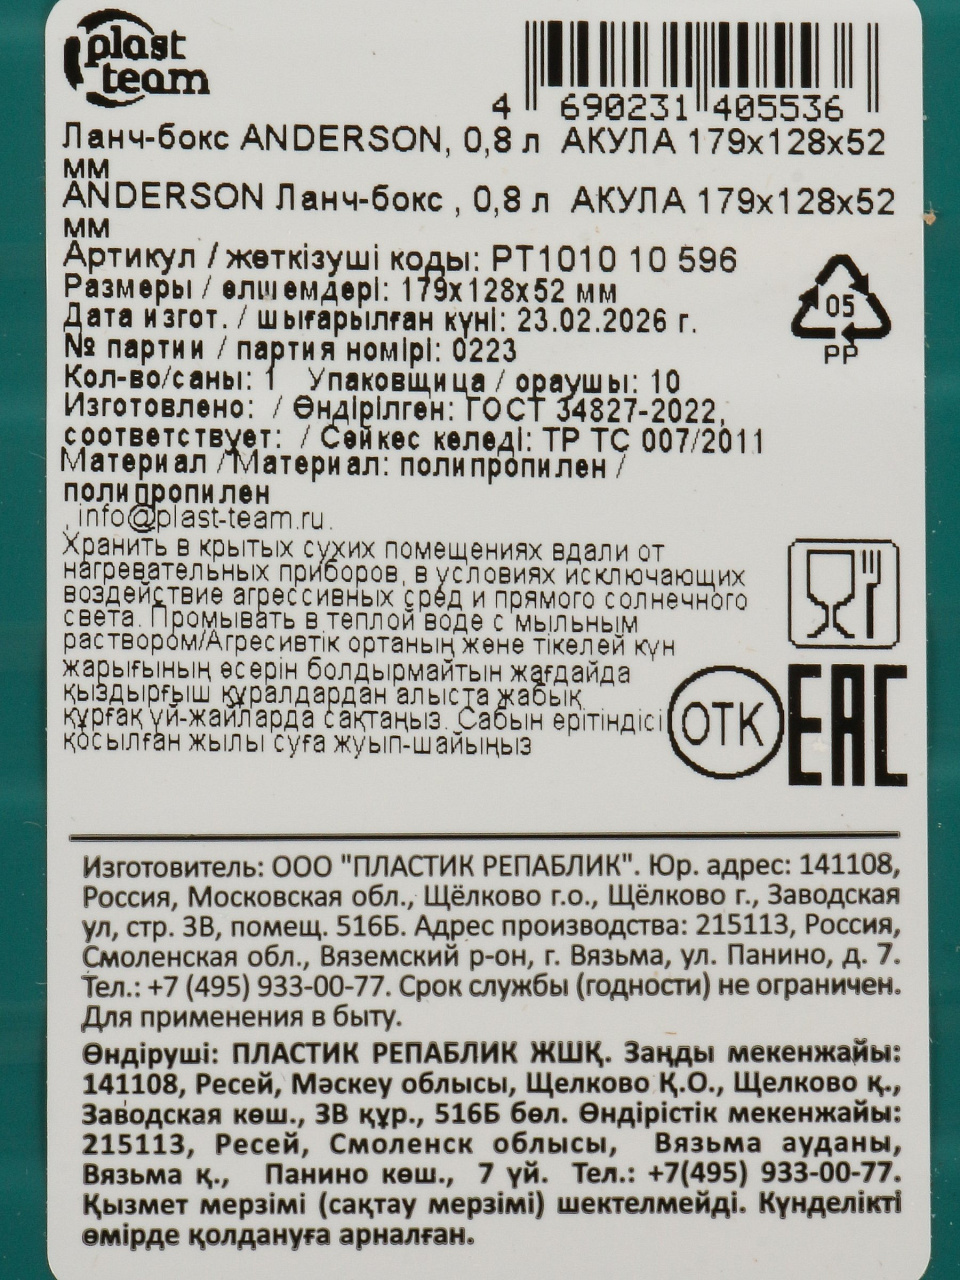 plast team
4 690231 405536
Ланч-бокс ANDERSON, 0,8 л АКУЛА 179x128x52
мм
ANDERSON Ланч-бокс , 0,8 л АКУЛА 179x128x52
мм
Артикул / жеткізуші коды: PT1010 10 596
Размеры / өлшемдері: 179x128x52 мм
Дата изгот. / шығарылған күні: 23.02.2026 г.
№ партии / партия номірі: 0223
Кол-во/саны: 1 Упаковщица / ораушы: 10
Изготовлено: / Өндірілген: ГОСТ 34827-2022,
соответствует: / Сөйкес келеді: ТР ТС 007/2011
Материал /Материал: полипропилен /
полипропилен
, info@plast-team.ru.
05
PP
Хранить в крытых сухих помещениях вдали от
нагревательных приборов, в условиях исключающих
воздействие агрессивных сред и прямого солнечного
света. Промывать в теплой воде с мыльным
раствором/Агресивтік ортаның және тікелей күн
жарығының әсерін болдырмайтын жағдайда
қыздырғыш құралдардан алыста жабық
құрғақ үй-жайларда сақтаңыз. Сабын ерітіндісі
қосылған жылы суға жуып-шайыңыз
ОТК
EAC
Изготовитель: ООО "ПЛАСТИК РЕПАБЛИК". Юр. адрес: 141108,
Россия, Московская обл., Щёлково г.о., Щёлково г., Заводская
ул, стр. 3В, помещ. 516Б. Адрес производства: 215113, Россия,
Смоленская обл., Вяземский р-он, г. Вязьма, ул. Панино, д. 7.
Тел.: +7 (495) 933-00-77. Срок службы (годности) не ограничен.
Для применения в быту.
Өндіруші: ПЛАСТИК РЕПАБЛИК ЖШҚ. Заңды мекенжайы:
141108, Ресей, Мәскеу облысы, Щелково Қ.О., Щелково қ.,
Заводская көш., 3В құр., 516Б бөл. Өндірістік мекенжайы:
215113, Ресей, Смоленск облысы, Вязьма ауданы,
Вязьма қ., Панино көш., 7 үй. Тел.: +7(495) 933-00-77.
Қызмет мерзімі (сақтау мерзімі) шектелмейді. Күнделікті
өмірде қолдануға арналған.